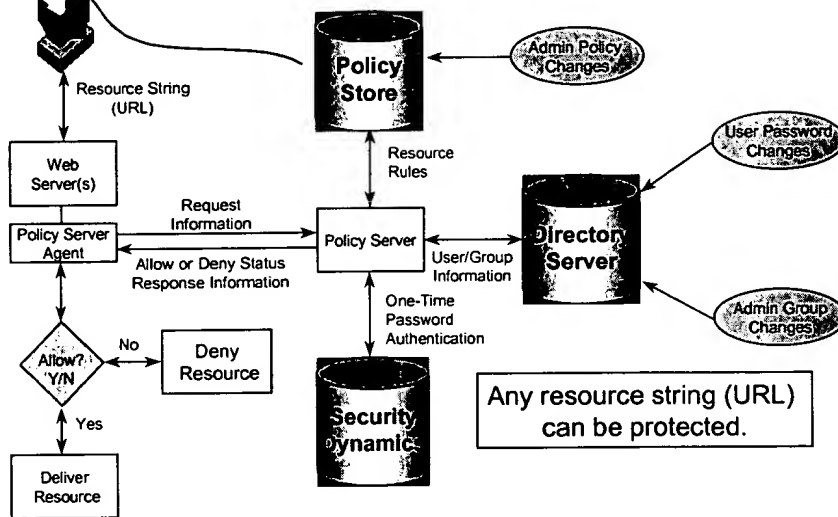 Policy
Store
Admin Policy
Changes
Resource String
(URL)
User Password
Changes
Web
Server(s)
Resource
Rules
Request
Information
Policy Server
Agent
Policy Server
Directory
Server
Allow or Deny Status
Response Information
User/Group
Information
One-Time
Password
Authentication
Admin Group
Changes
Allow?
Y/N
No
Deny
Resource
Any resource string (URL)
can be protected.
Yes
Security
Dynamic
Deliver
Resource